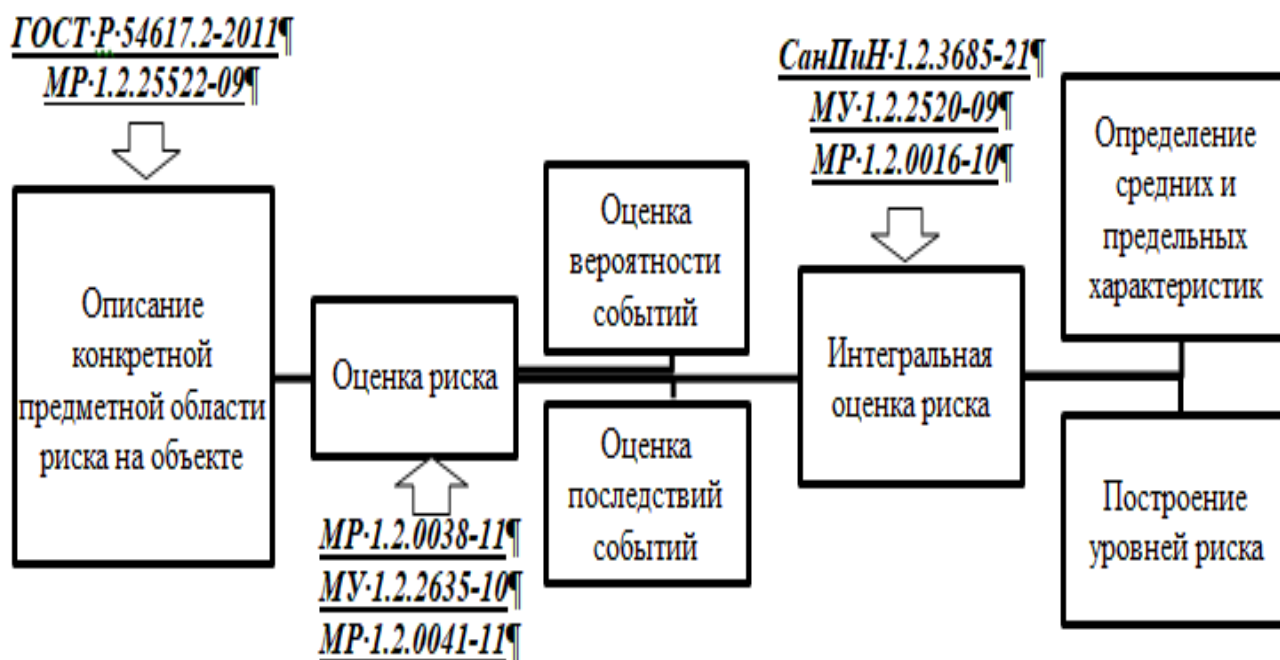 ГОСТ·Р·54617.2-2011¶
МР·1.2.25522-09¶
Описание
конкретной
предметной области
риска на объекте
Оценка риска
МР·1.2.0038-11¶
МУ·1.2.2635-10¶
МР·1.2.0041-11¶
Оценка
вероятности
событий
Оценка
последствий
событий
СанПиН·1.2.3685-21¶
МУ·1.2.2520-09¶
МР·1.2.0016-10¶
Интегральная
оценка риска
Определение
средних и
предельных
характеристик
Построение
уровней риска